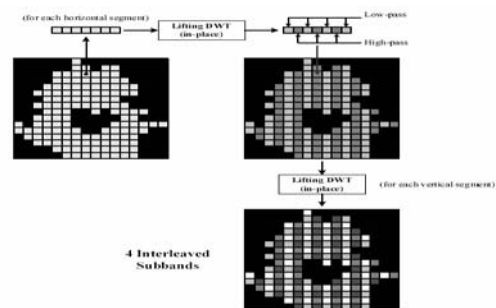 (for each horizontal segment)
Lifting DWT
(in-place)
Low-pass
High-pass
Lifting DWT
(in-place)
(for each vertical segment)
4 Interleaved
Subbands